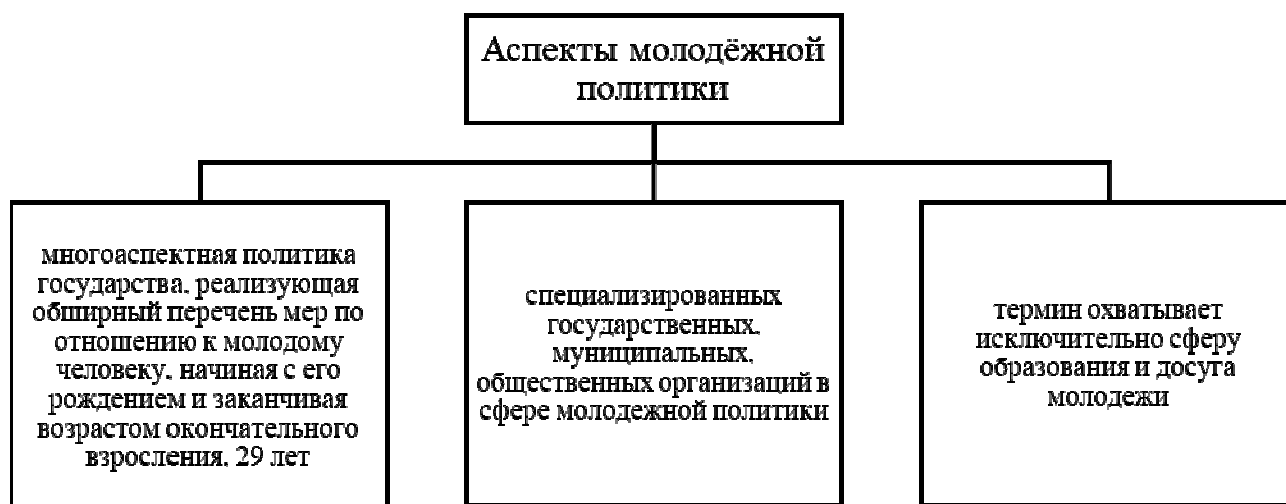 Аспекты молодёжной
политики
многоаспектная политика
государства, реализующая
обширный перечень мер по
отношению к молодому
человеку, начиная с его
рождением и заканчивая
возрастом окончательного
взросления, 29 лет
специализированных
государственных,
муниципальных,
общественных организаций в
сфере молодежной политики
термин охватывает
исключительно сферу
образования и досуга
молодежи